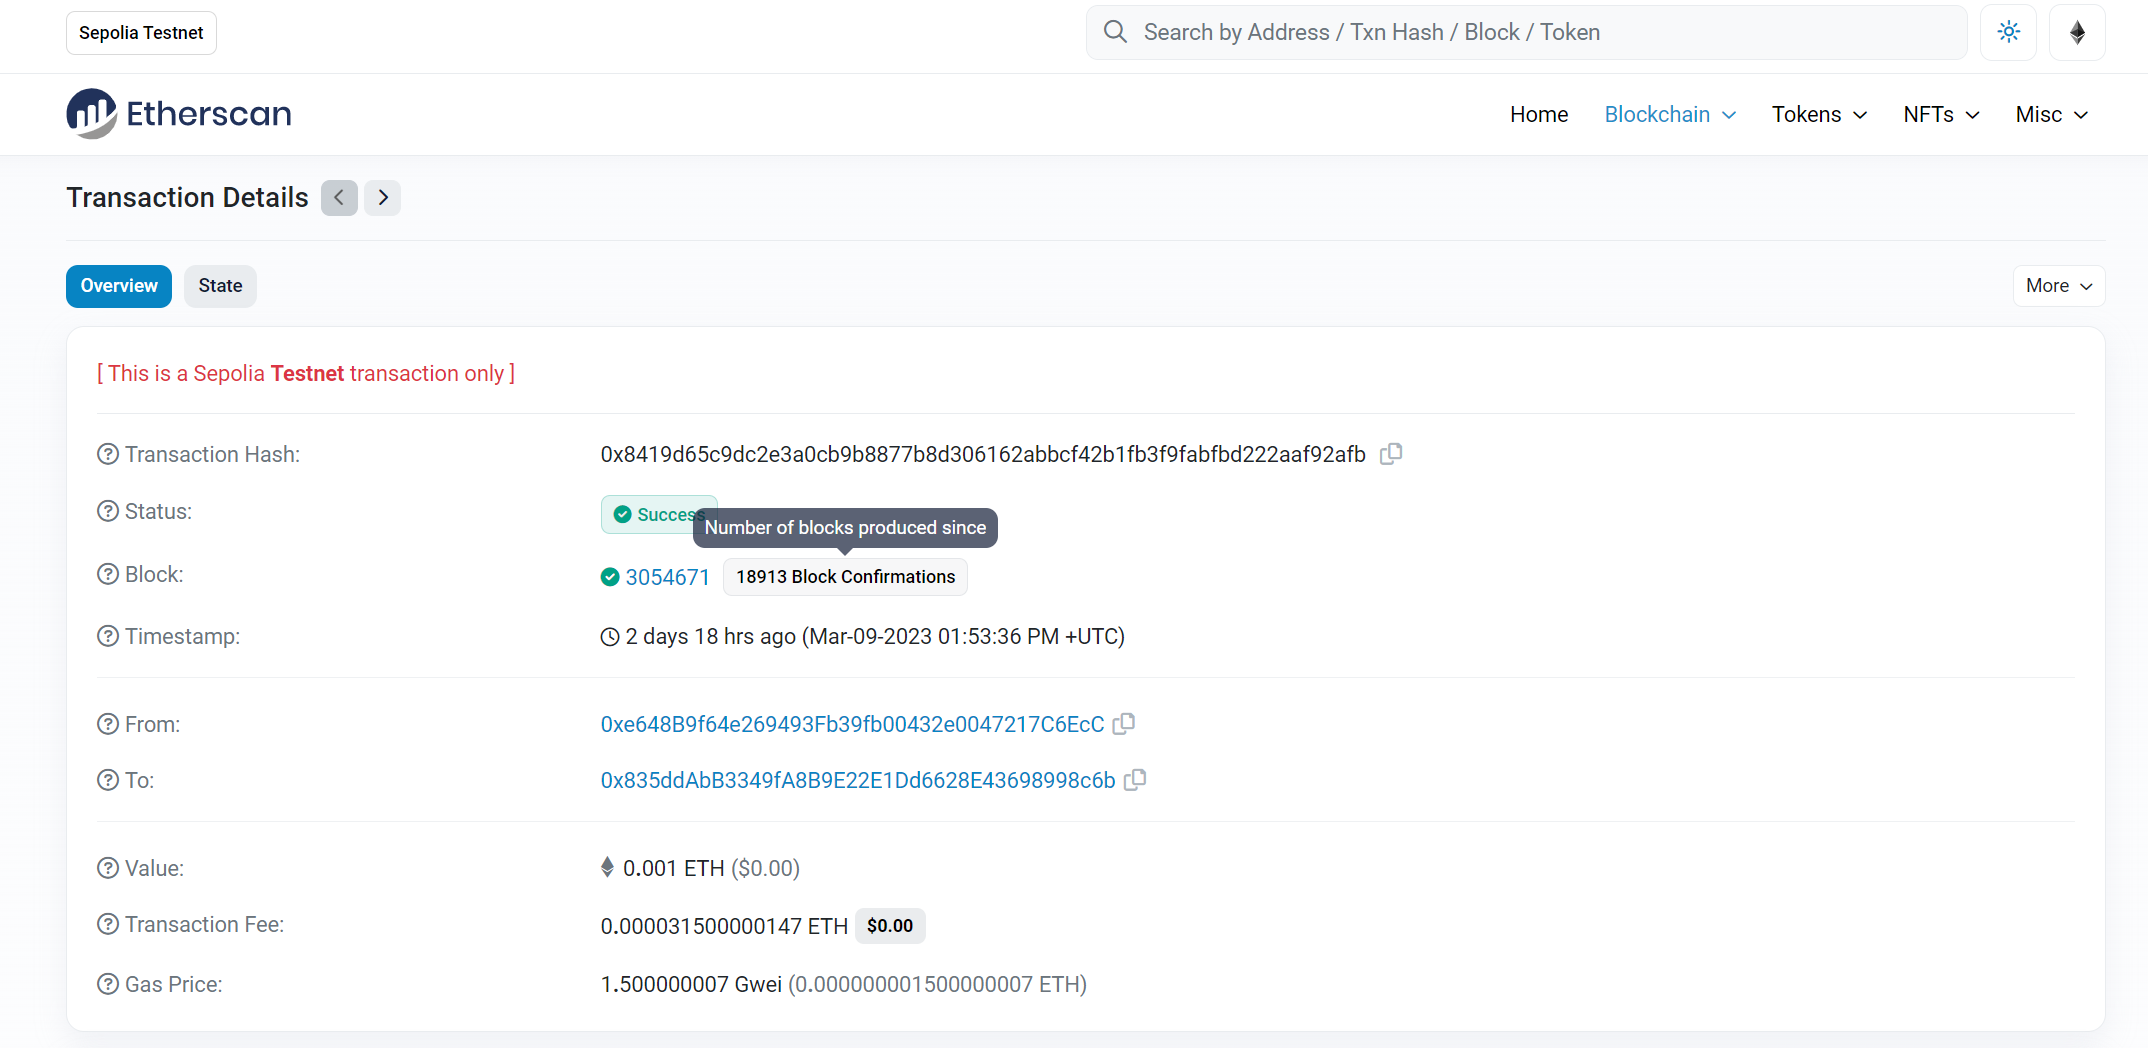 Sepolia Testnet
Search by Address / Txn Hash / Block / Token
Etherscan
Home Blockchain Tokens NFTs Misc
Transaction Details
Overview State More
[ This is a Sepolia Testnet transaction only ]
Transaction Hash: 0x8419d65c9dc2e3a0cb9b8877b8d306162abbcf42b1fb3f9fabfbd222aaf92afb
Status: Success
Number of blocks produced since
Block: 3054671 18913 Block Confirmations
Timestamp: 2 days 18 hrs ago (Mar-09-2023 01:53:36 PM +UTC)
From: 0xe648B9f64e269493Fb39fb00432e0047217C6EcC
To: 0x835ddAbB3349fA8B9E22E1Dd6628E43698998c6b
Value: 0.001 ETH ($0.00)
Transaction Fee: 0.000031500000147 ETH $0.00
Gas Price: 1.500000007 Gwei (0.000000001500000007 ETH)